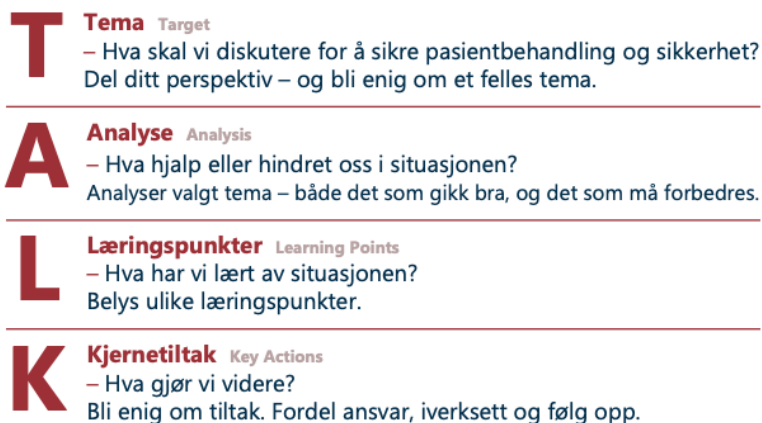 T
Tema Target
– Hva skal vi diskutere for å sikre pasientbehandling og sikkerhet?
Del ditt perspektiv – og bli enig om et felles tema.
A
Analyse Analysis
– Hva hjalp eller hindret oss i situasjonen?
Analyser valgt tema – både det som gikk bra, og det som må forbedres.
L
Læringspunkter Learning Points
– Hva har vi lært av situasjonen?
Belys ulike læringspunkter.
K
Kjernetiltak Key Actions
– Hva gjør vi videre?
Bli enig om tiltak. Fordel ansvar, iverksett og følg opp.